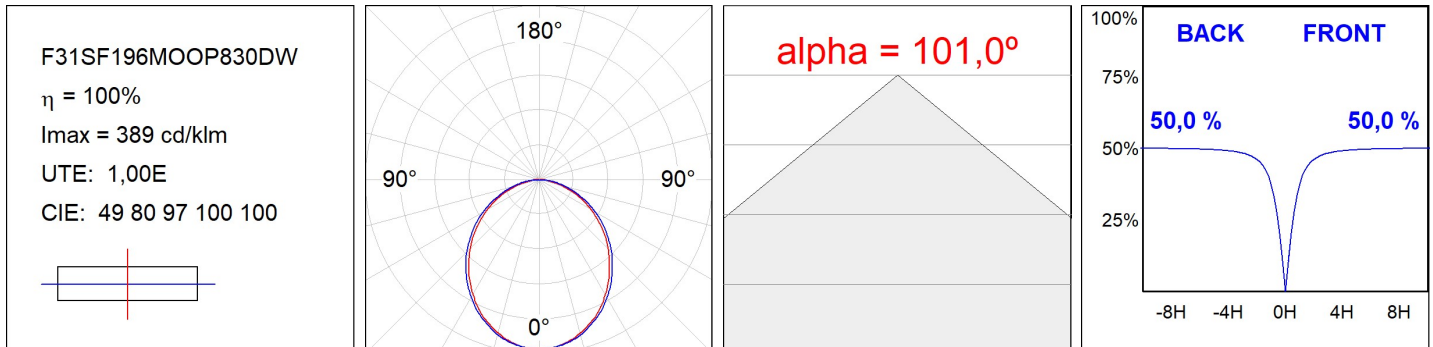 F31SF196MOOP830DW
η = 100%
Imax = 389 cd/klm
UTE: 1,00E
CIE: 49 80 97 100 100
180°
90° 90°
0°
alpha = 101,0º
100%
BACK FRONT
75%
50,0 % 50,0 %
50%
25%
-8H -4H 0H 4H 8H